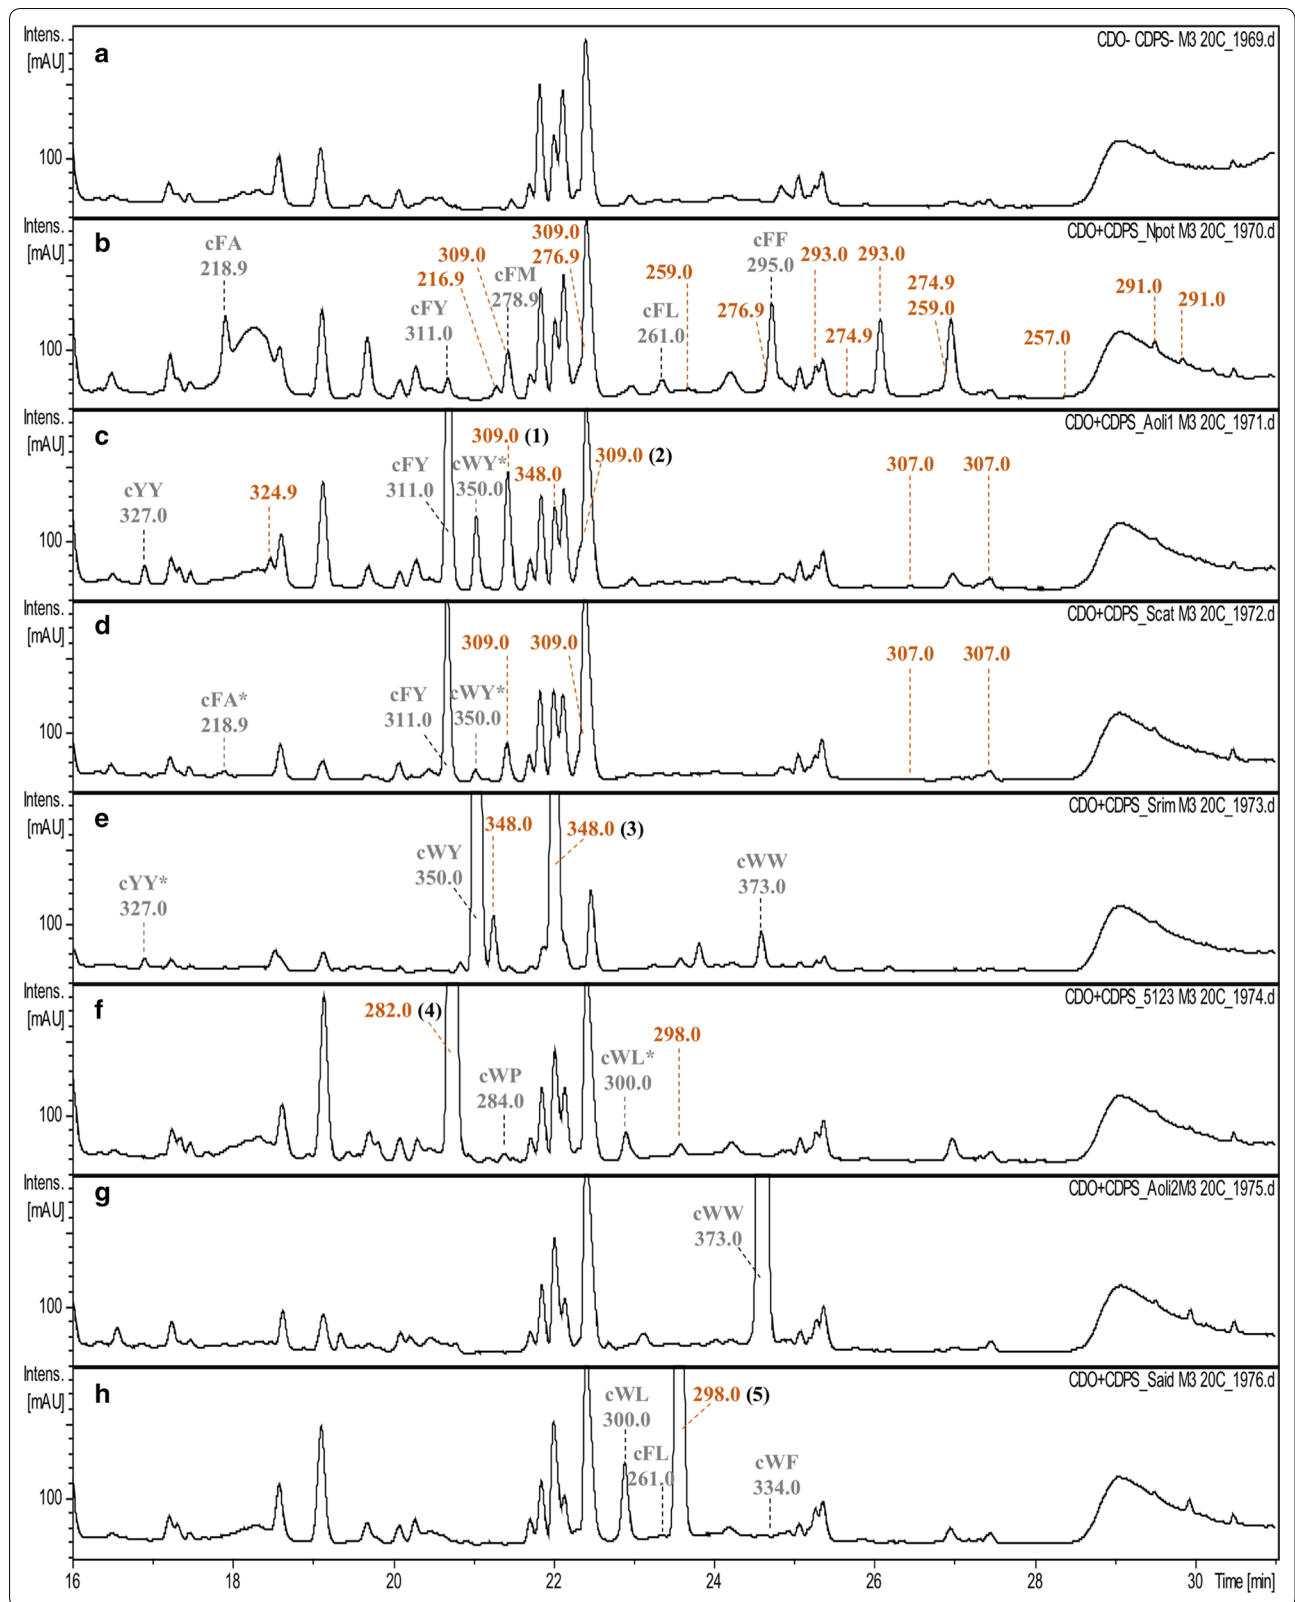 Intens.
[mAU]
a
CDO- CDPS- M3 20C_1969.d
100
Intens.
[mAU]
b
CDO+CDPS_Npot M3 20C_1970.d
cFA
218.9
309.0
216.9
cFY
311.0
cFM
278.9
309.0
276.9
259.0
cFL
261.0
cFF
295.0
276.9
293.0
274.9
293.0
274.9
259.0
257.0
291.0
291.0
100
Intens.
[mAU]
c
CDO+CDPS_Aoli1 M3 20C_1971.d
cYY
327.0
324.9
cFY
311.0
cWY*
350.0
309.0 (1)
348.0
309.0 (2)
307.0
307.0
100
Intens.
[mAU]
d
CDO+CDPS_Scat M3 20C_1972.d
cFA*
218.9
cFY
311.0
cWY*
350.0
309.0
309.0
307.0
307.0
100
Intens.
[mAU]
e
CDO+CDPS_Srim M3 20C_1973.d
cYY*
327.0
cWY
350.0
348.0
348.0 (3)
cWW
373.0
100
Intens.
[mAU]
f
CDO+CDPS_5123 M3 20C_1974.d
282.0 (4)
cWP
284.0
cWL*
300.0
298.0
100
Intens.
[mAU]
g
CDO+CDPS_Aoli2M3 20C_1975.d
cWW
373.0
100
Intens.
[mAU]
h
CDO+CDPS_Said M3 20C_1976.d
cWL
300.0
cFL
261.0
298.0 (5)
cWF
334.0
100
16 18 20 22 24 26 28 30 Time [min]